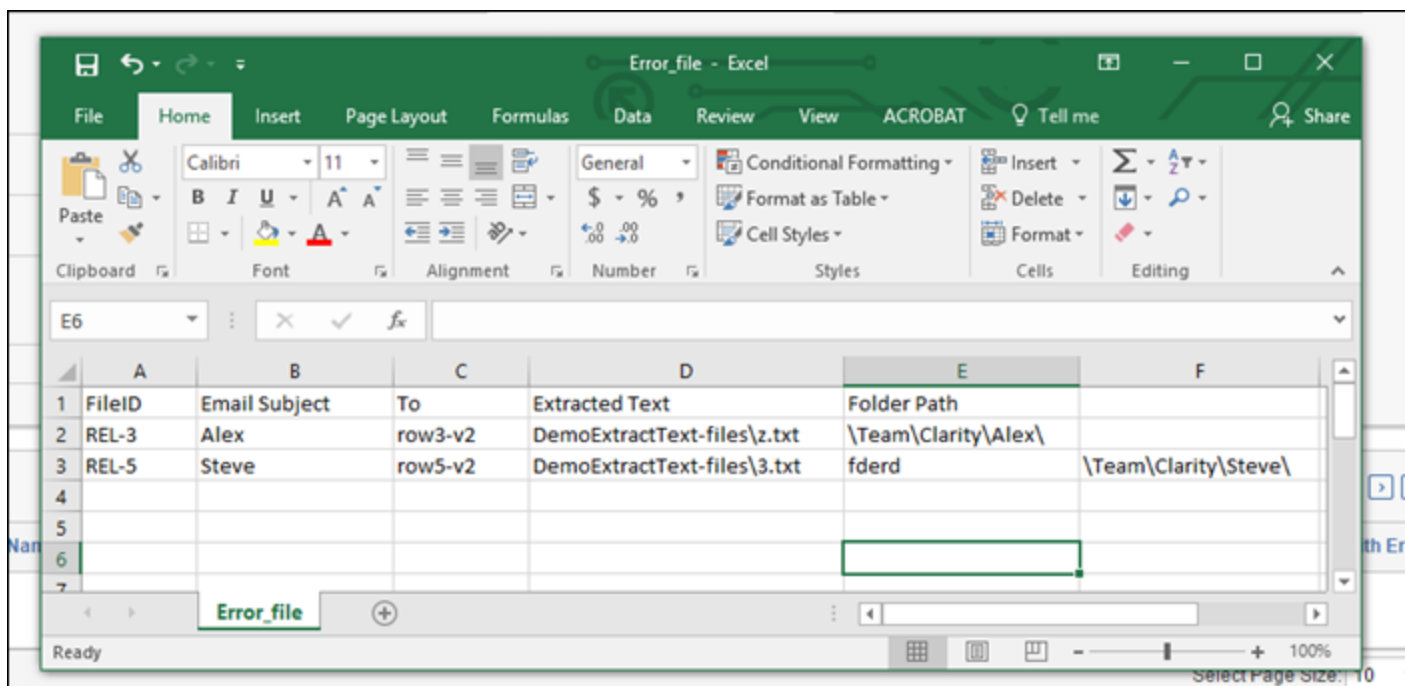 Error_file - Excel
File Home Insert Page Layout Formulas Data Review View ACROBAT Tell me Share
Calibri 11 General Conditional Formatting Insert
Paste B I U A A $ % , Format as Table Delete
A .00 .0 Cell Styles Format
Clipboard Font Alignment Number Styles Cells Editing
E6 fx
A B C D E F
1 FileID Email Subject To Extracted Text Folder Path
2 REL-3 Alex row3-v2 DemoExtractText-files\z.txt \Team\Clarity\Alex\
3 REL-5 Steve row5-v2 DemoExtractText-files\3.txt fderd \Team\Clarity\Steve\
4
5
6
7
Error_file
Ready 100%
Select Page Size: 10